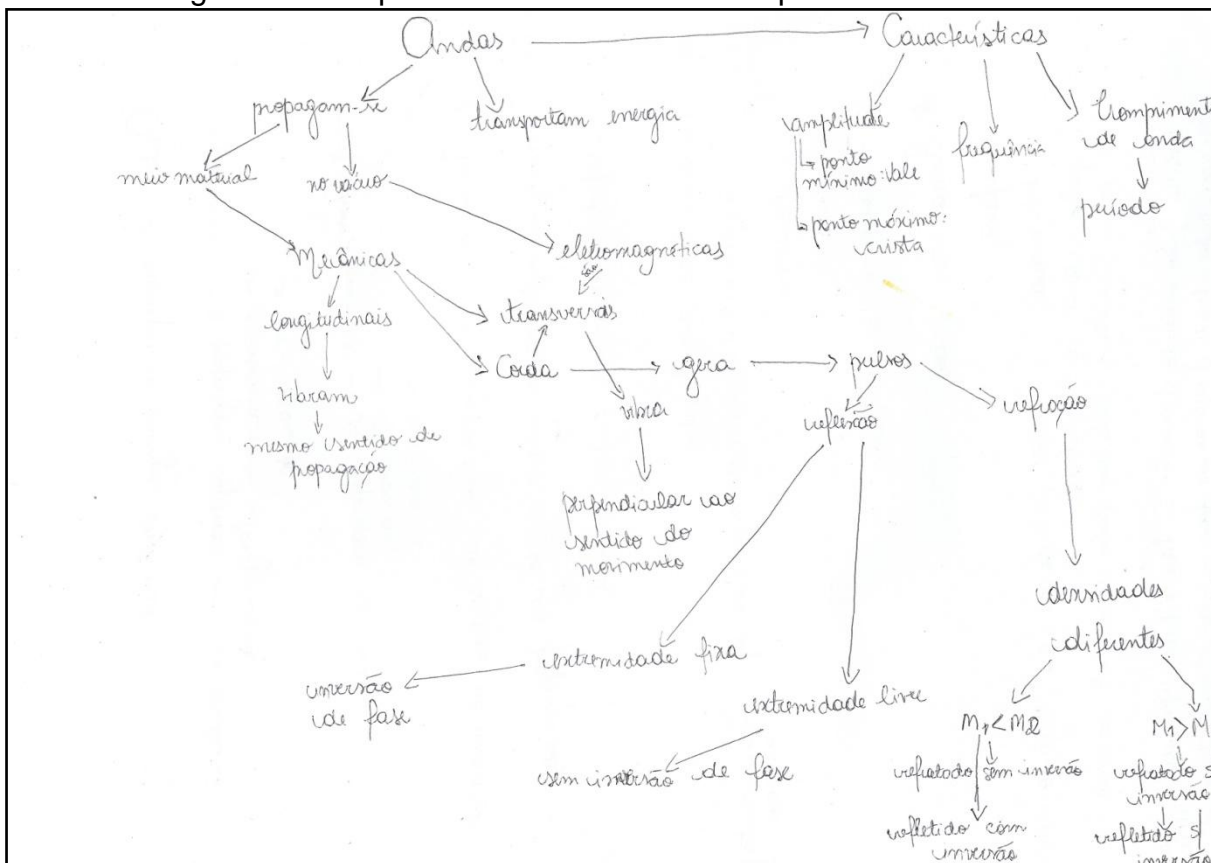 Ondas
Características
propagam-se
transportam energia
meio material
no vácuo
amplitude
ponto
mínimo: vale
ponto máximo:
crista
frequência
Compriment
de onda
período
Mecânicas
eletromagnéticas
são
longitudinais
transversais
Corda
gera
pulsos
vibram
mesmo sentido de
propagação
vibra
perpendicular ao
sentido do
movimento
reflexão
refração
extremidade fixa
inversão
de fase
extremidade livre
sem inversão de fase
densidades
diferentes
M1<M2
refratado sem inversão
refletido com
inversão
M1>M
refratado s
inversão
refletido s
inversão